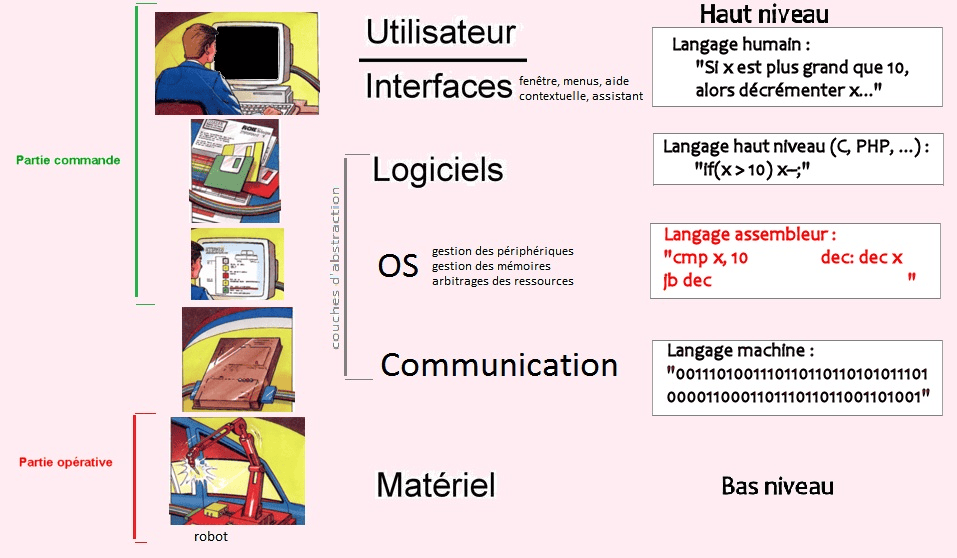 Haut niveau
Utilisateur
Langage humain :
"Si x est plus grand que 10,
alors décrémenter x..."
Interfaces
fenêtre, menus, aide
contextuelle, assistant
Partie commande
Logiciels
Langage haut niveau (C, PHP, ...) :
"if(x > 10) x--;"
couches d'abstraction
OS
gestion des périphériques
gestion des mémoires
arbitrages des ressources
Langage assembleur :
"cmp x, 10 dec: dec x
jb dec "
Communication
Langage machine :
"0011101001110110110110101011101
0000110001101110110110011010​01"
Partie opérative
Matériel
Bas niveau
robot